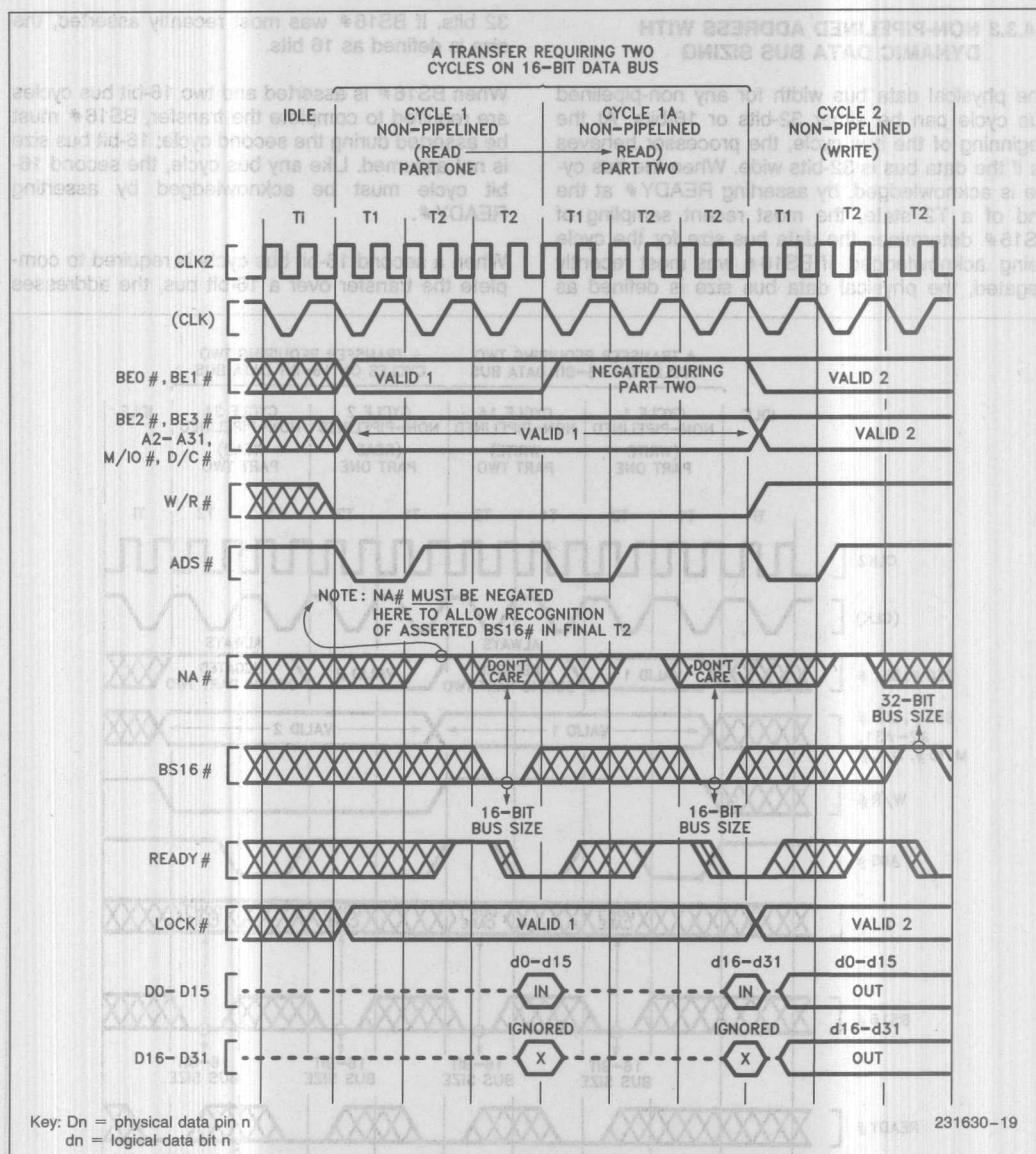 A TRANSFER REQUIRING TWO
CYCLES ON 16-BIT DATA BUS
IDLE
CYCLE 1
NON-PIPELINED
(READ)
PART ONE
CYCLE 1A
NON-PIPELINED
(READ)
PART TWO
CYCLE 2
NON-PIPELINED
(WRITE)
Ti T1 T2 T2 T1 T2 T2 T1 T2 T2
CLK2
(CLK)
BE0#, BE1# VALID 1 NEGATED DURING PART TWO VALID 2
BE2#, BE3#
A2-A31,
M/IO#, D/C#
VALID 1 VALID 2
W/R#
ADS#
NOTE: NA# MUST BE NEGATED
HERE TO ALLOW RECOGNITION
OF ASSERTED BS16# IN FINAL T2
NA# DON'T CARE DON'T CARE
32-BIT
BUS SIZE
BS16#
16-BIT
BUS SIZE
16-BIT
BUS SIZE
READY#
LOCK# VALID 1 VALID 2
d0-d15 d16-d31 d0-d15
D0-D15 IN IN OUT
IGNORED IGNORED d16-d31
D16-D31 X X OUT
Key: Dn = physical data pin n
dn = logical data bit n
231630-19